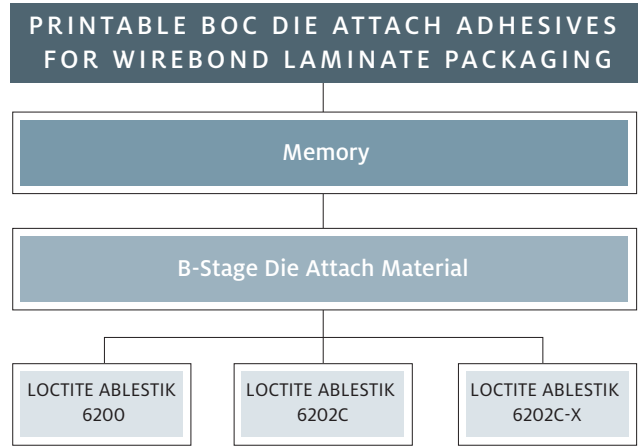 PRINTABLE BOC DIE ATTACH ADHESIVES
FOR WIREBOND LAMINATE PACKAGING
Memory
B-Stage Die Attach Material
LOCTITE ABLESTIK
6200
LOCTITE ABLESTIK
6202C
LOCTITE ABLESTIK
6202C-X